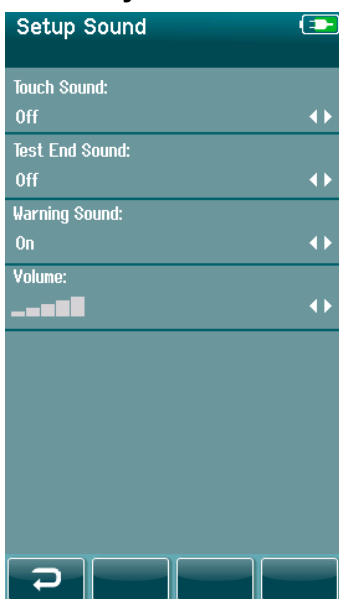 Setup Sound
Touch Sound:
Off
Test End Sound:
Off
Warning Sound:
On
Volume: